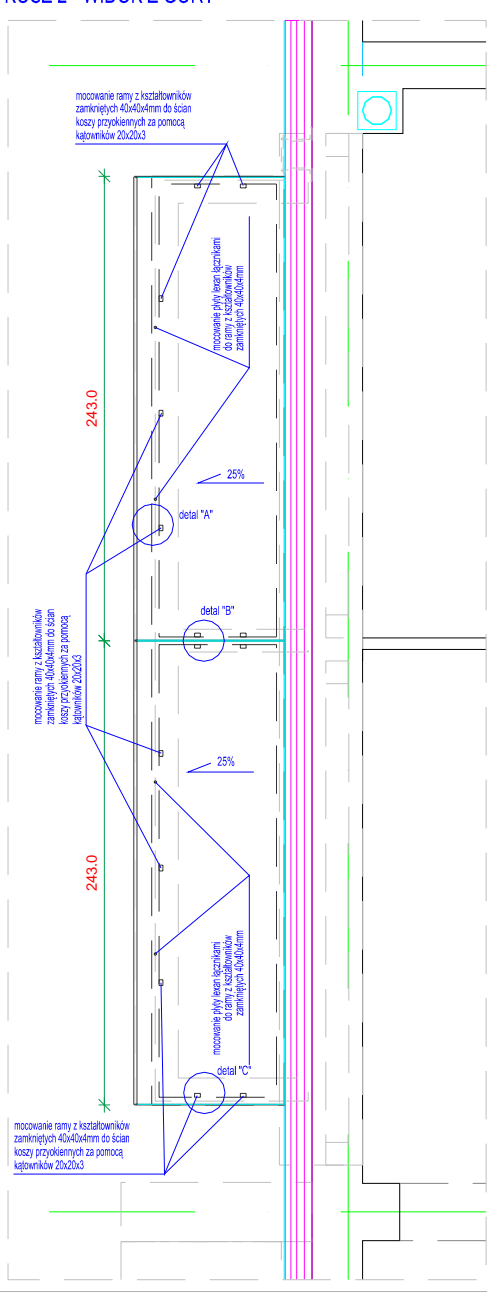 mocowanie ramy z kształtowników
zamkniętych 40x40x4mm do ścian
koszy przyokiennych za pomocą
kątowników 20x20x3
mocowanie płyty lexan łącznikami
do ramy z kształtowników
zamkniętych 40x40x4mm
243.0
25%
detal "A"
detal "B"
mocowanie ramy z kształtowników
zamkniętych 40x40x4mm do ścian
koszy przyokiennych za pomocą
kątowników 20x20x3
25%
243.0
mocowanie płyty lexan łącznikami
do ramy z kształtowników
zamkniętych 40x40x4mm
detal "C"
mocowanie ramy z kształtowników
zamkniętych 40x40x4mm do ścian
koszy przyokiennych za pomocą
kątowników 20x20x3